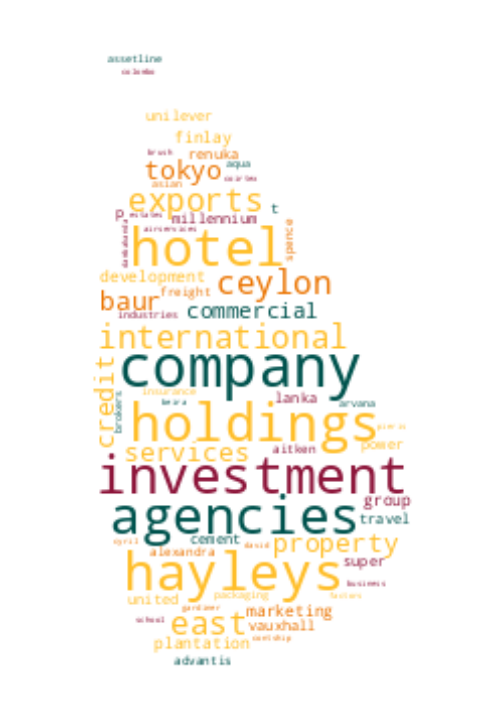 assetline
colombo
unilever
finlay
brush renuka
tokyo aqua
asian cuirtex
exports t
p estates millennium
airservices
hotel spence
development ceylon
baur freight
industries commercial
international
company
credit insurance lanka
brokers beira arvana
holdings pieris
services aitken power
investment
agencies group
travel
cyril cement david property
alexandra super
hayleys business
united packaging factors
gardiner marketing
school east vauxhall
plantation
advantis